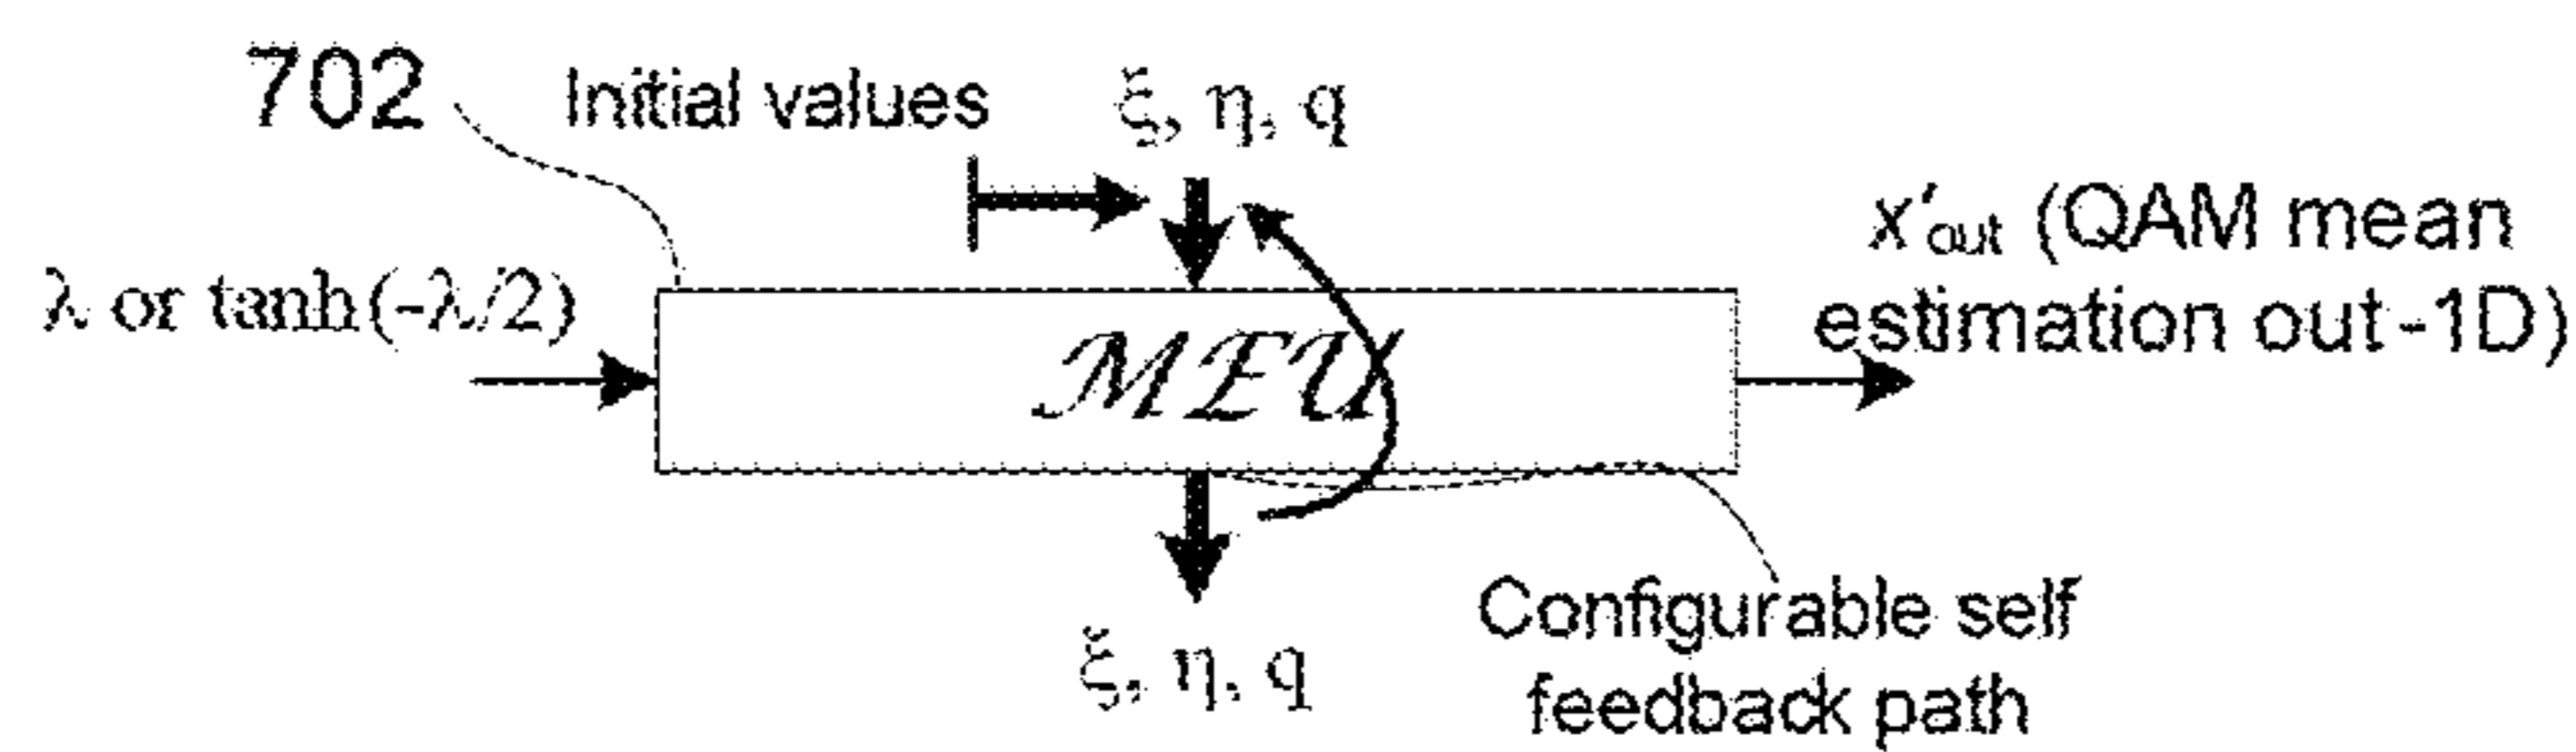 702
Initial values
ξ, η, q
λ or tanh(-λ/2)
MEU
x′out (QAM mean
estimation out-1D)
ξ, η, q
Configurable self
feedback path